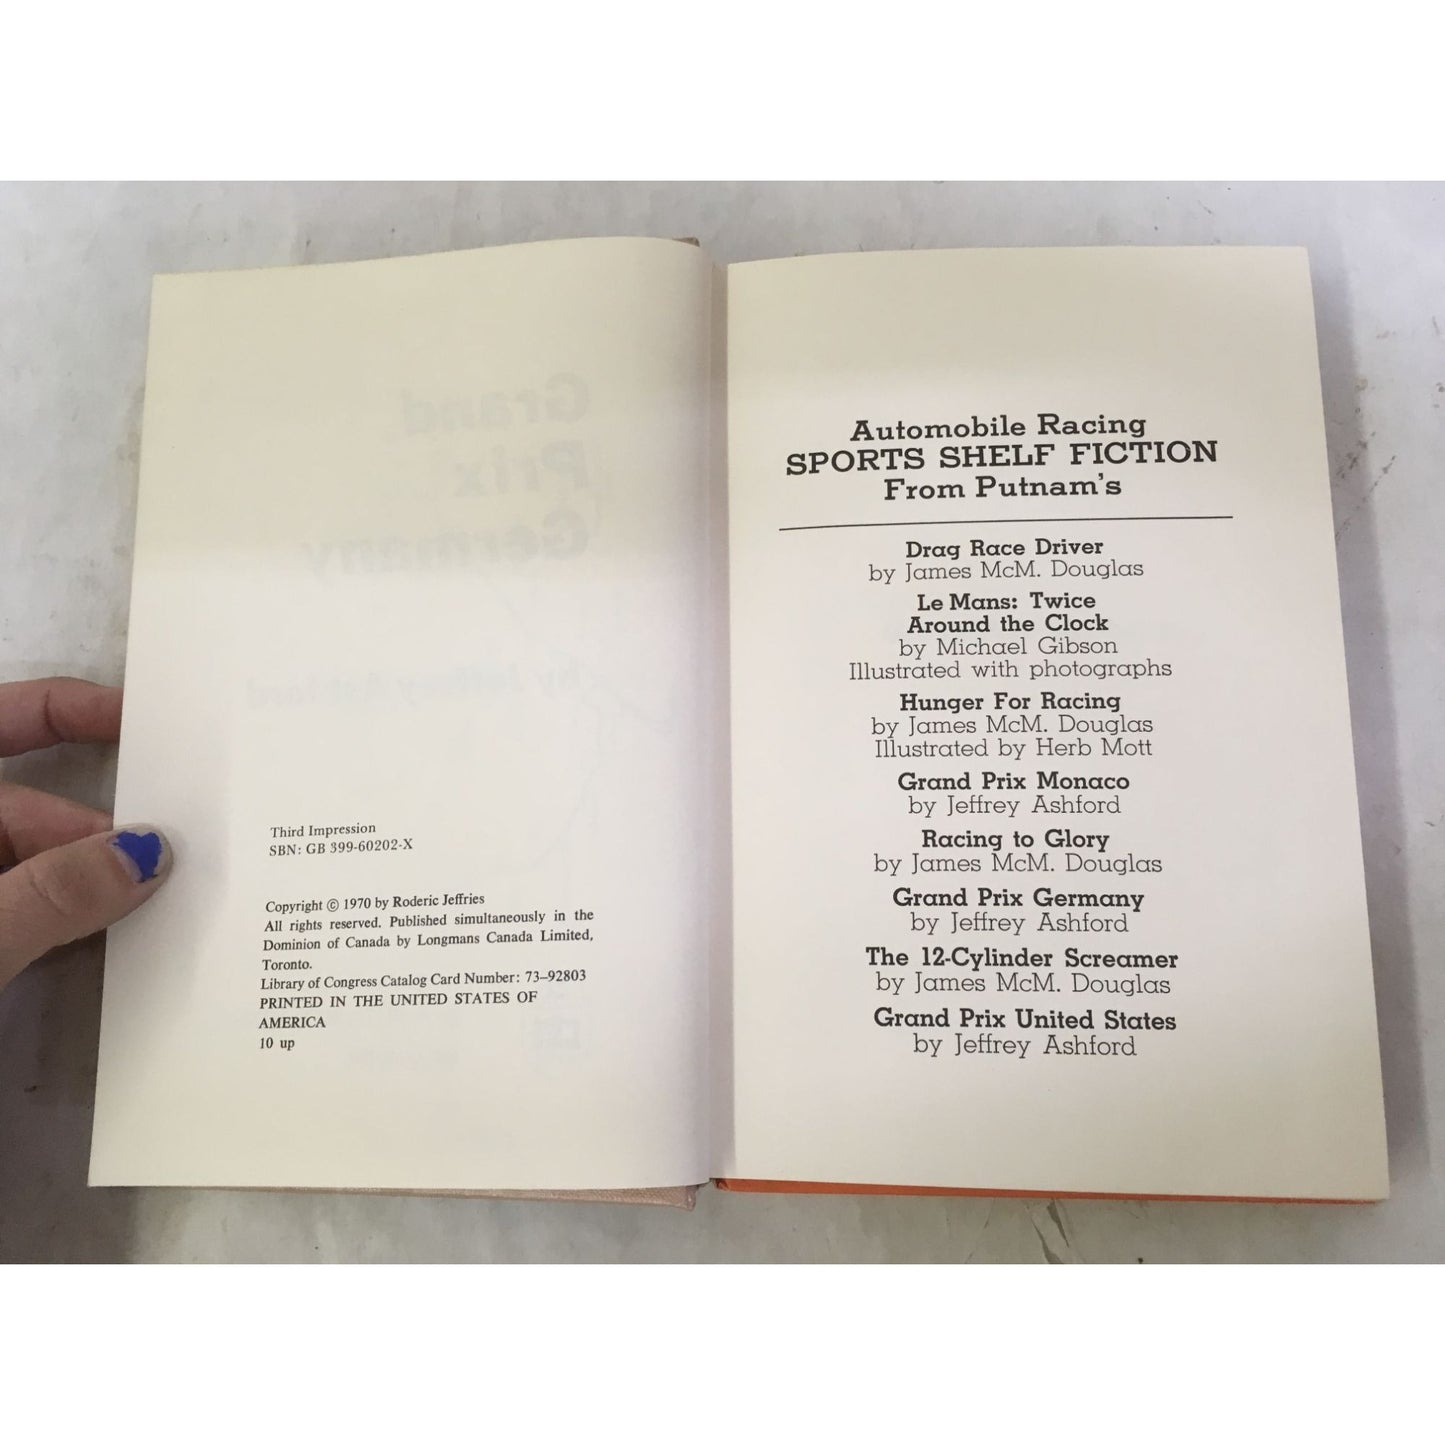 Grand
Prix
Germany
by Jeffrey Ashford
Third Impression
SBN: GB 399-60202-X
Copyright © 1970 by Roderic Jeffries
All rights reserved. Published simultaneously in the
Dominion of Canada by Longmans Canada Limited,
Toronto.
Library of Congress Catalog Card Number: 73–92803
PRINTED IN THE UNITED STATES OF
AMERICA
10 up
Automobile Racing
SPORTS SHELF FICTION
From Putnam's
Drag Race Driver
by James McM. Douglas
Le Mans: Twice
Around the Clock
by Michael Gibson
Illustrated with photographs
Hunger For Racing
by James McM. Douglas
Illustrated by Herb Mott
Grand Prix Monaco
by Jeffrey Ashford
Racing to Glory
by James McM. Douglas
Grand Prix Germany
by Jeffrey Ashford
The 12-Cylinder Screamer
by James McM. Douglas
Grand Prix United States
by Jeffrey Ashford